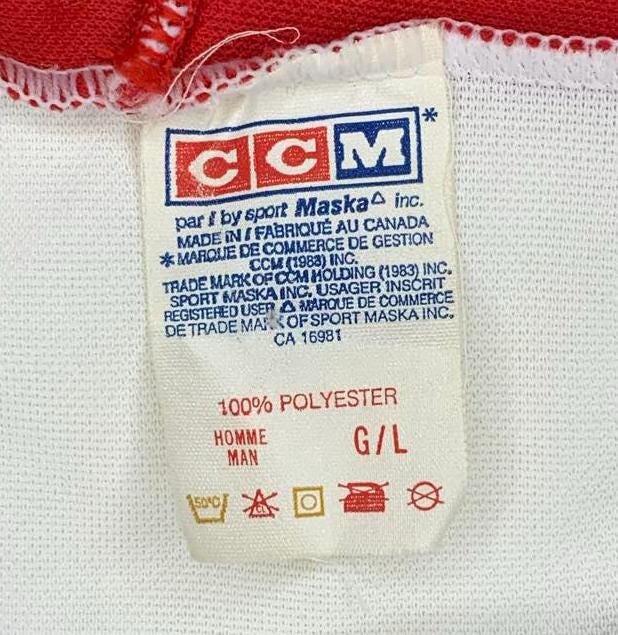 CCM*
par / by sport Maska△ inc.
MADE IN / FABRIQUÉ AU CANADA
* MARQUE DE COMMERCE DE GESTION
CCM (1983) INC.
TRADE MARK OF CCM HOLDING (1983) INC.
SPORT MASKA INC. USAGER INSCRIT
REGISTERED USER △ MARQUE DE COMMERCE
DE TRADE MARK OF SPORT MASKA INC.
CA 16981
100% POLYESTER
HOMME
MAN
G/L
50°C
CL